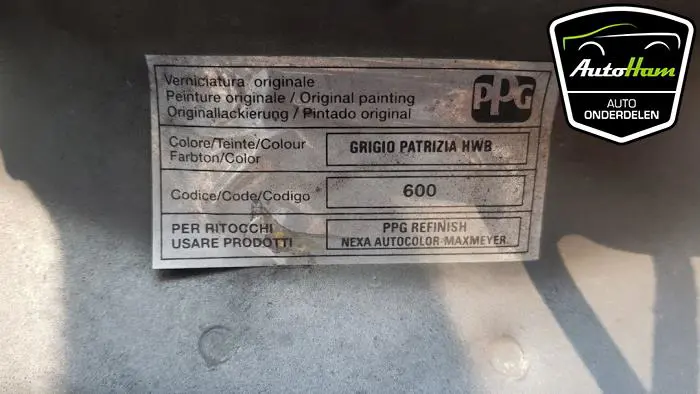 Verniciatura originale
Peinture originale / Original painting
Originallackierung / Pintado original
PPG
Colore/Teinte/Colour
Farbton/Color
GRIGIO PATRIZIA HWB
Codice/Code/Codigo
600
PER RITOCCHI
USARE PRODOTTI
PPG REFINISH
NEXA AUTOCOLOR-MAXMEYER
AutoHam
AUTO
ONDERDELEN